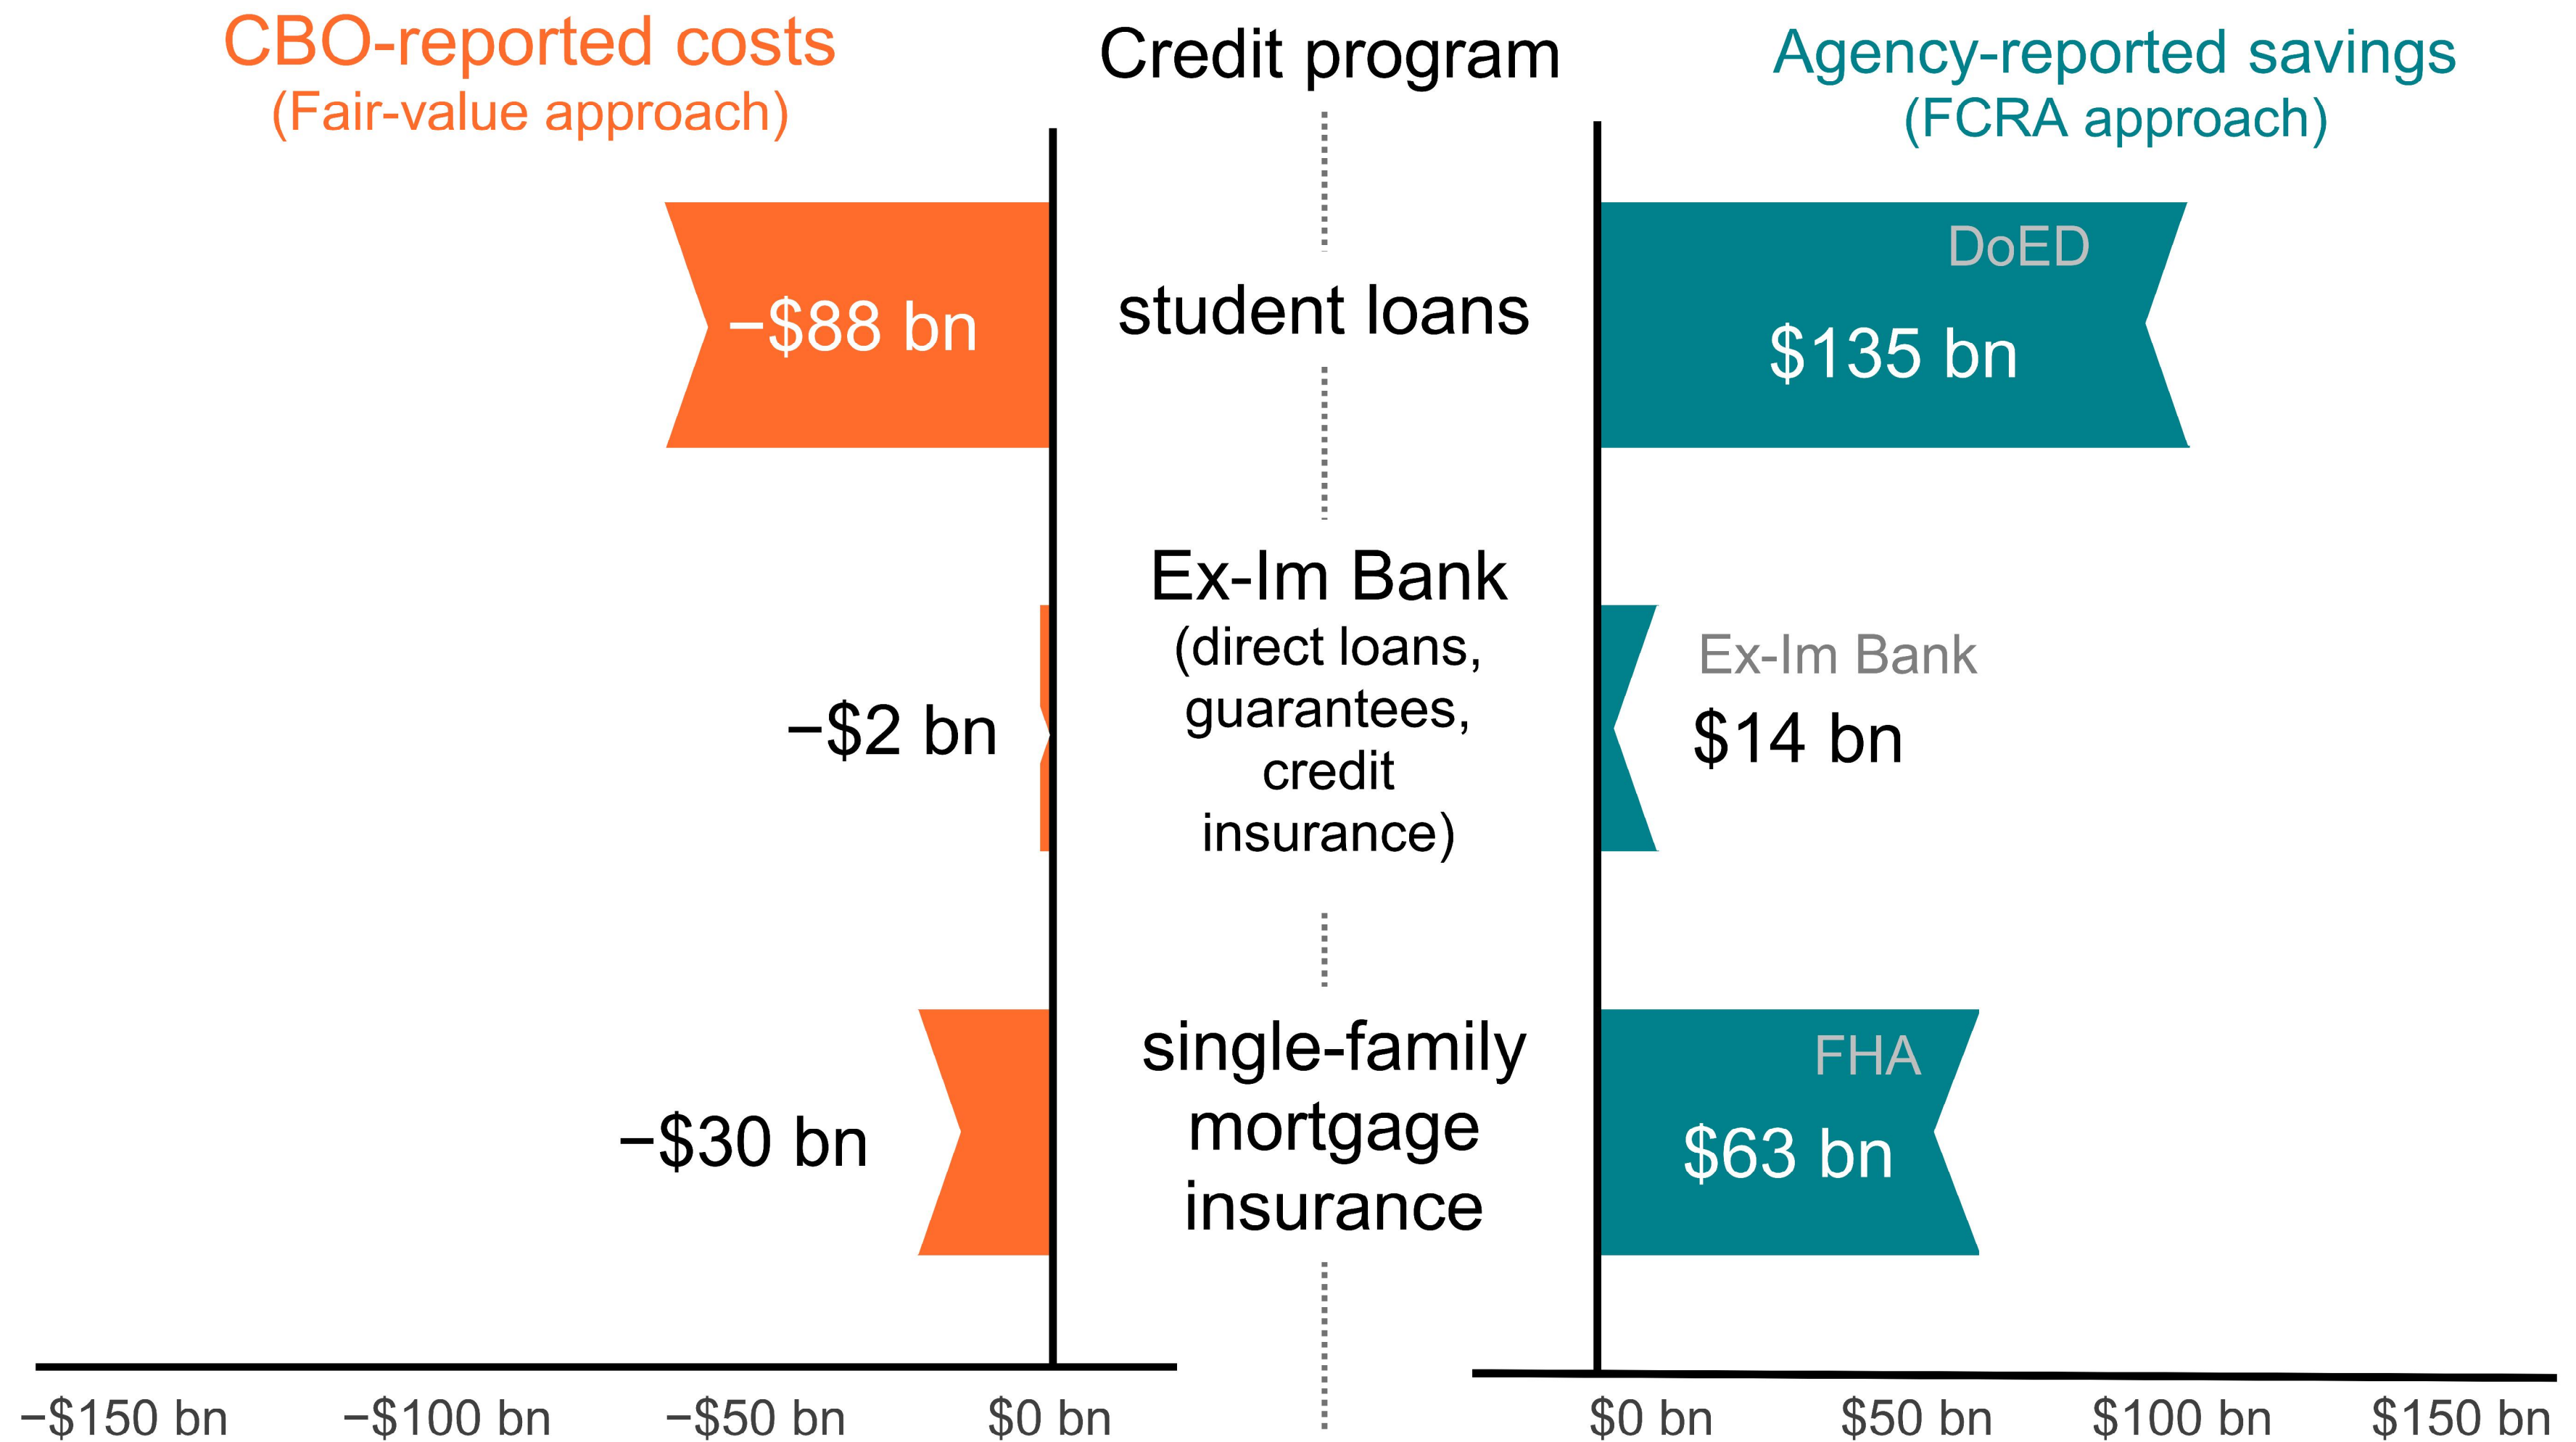 CBO-reported costs
(Fair-value approach)
Credit program
Agency-reported savings
(FCRA approach)
−$88 bn
student loans
DoED
$135 bn
−$2 bn
Ex-Im Bank
(direct loans,
guarantees,
credit
insurance)
Ex-Im Bank
$14 bn
−$30 bn
single-family
mortgage
insurance
FHA
$63 bn
−$150 bn
−$100 bn
−$50 bn
$0 bn
$0 bn
$50 bn
$100 bn
$150 bn